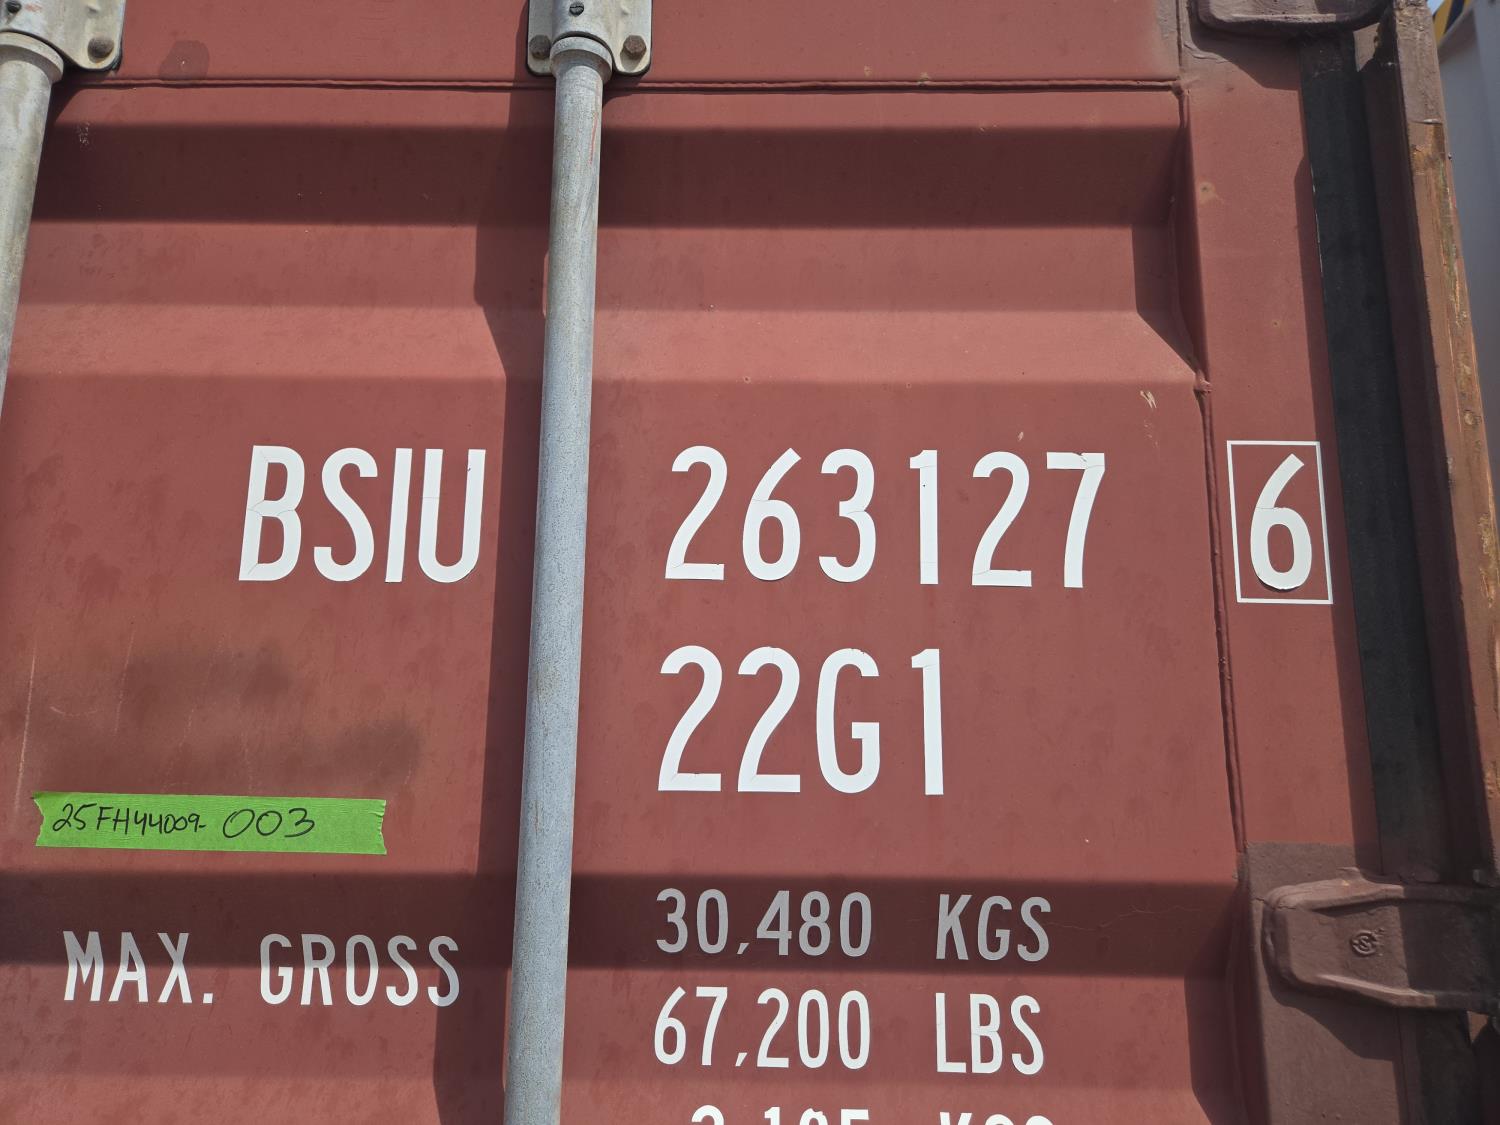 BSIU 263127 6
22G1
25FH44009-003
MAX. GROSS 30,480 KGS
67,200 LBS